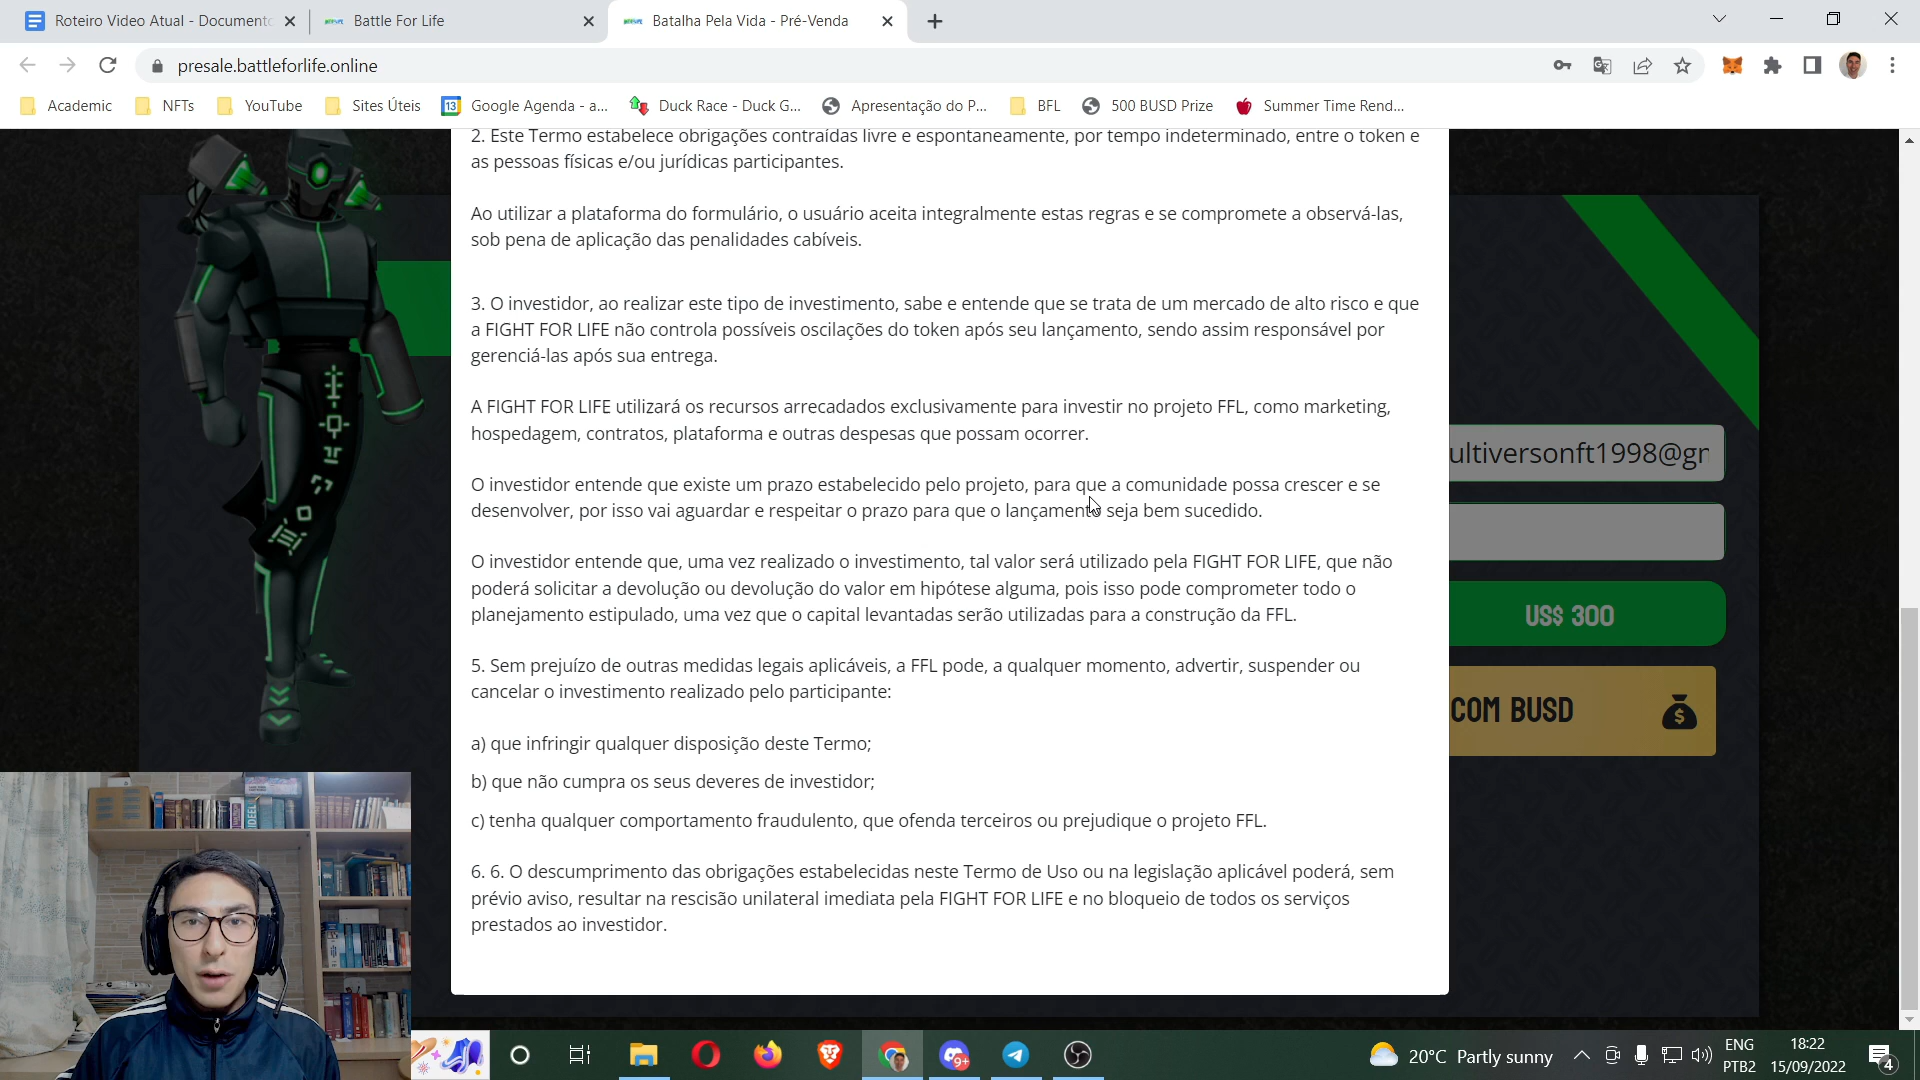 Roteiro Video Atual - Documento
Battle For Life
Batalha Pela Vida - Pré-Venda
presale.battleforlife.online
Academic
NFTs
YouTube
Sites Úteis
13
Google Agenda - a...
Duck Race - Duck G...
Apresentação do P...
BFL
500 BUSD Prize
Summer Time Rend...
2. Este Termo estabelece obrigações contraídas livre e espontaneamente, por tempo indeterminado, entre o token e
as pessoas físicas e/ou jurídicas participantes.
Ao utilizar a plataforma do formulário, o usuário aceita integralmente estas regras e se compromete a observá-las,
sob pena de aplicação das penalidades cabíveis.
3. O investidor, ao realizar este tipo de investimento, sabe e entende que se trata de um mercado de alto risco e que
a FIGHT FOR LIFE não controla possíveis oscilações do token após seu lançamento, sendo assim responsável por
gerenciá-las após sua entrega.
A FIGHT FOR LIFE utilizará os recursos arrecadados exclusivamente para investir no projeto FFL, como marketing,
hospedagem, contratos, plataforma e outras despesas que possam ocorrer.
O investidor entende que existe um prazo estabelecido pelo projeto, para que a comunidade possa crescer e se
desenvolver, por isso vai aguardar e respeitar o prazo para que o lançamento seja bem sucedido.
O investidor entende que, uma vez realizado o investimento, tal valor será utilizado pela FIGHT FOR LIFE, que não
poderá solicitar a devolução ou devolução do valor em hipótese alguma, pois isso pode comprometer todo o
planejamento estipulado, uma vez que o capital levantadas serão utilizadas para a construção da FFL.
5. Sem prejuízo de outras medidas legais aplicáveis, a FFL pode, a qualquer momento, advertir, suspender ou
cancelar o investimento realizado pelo participante:
a) que infringir qualquer disposição deste Termo;
b) que não cumpra os seus deveres de investidor;
c) tenha qualquer comportamento fraudulento, que ofenda terceiros ou prejudique o projeto FFL.
6. 6. O descumprimento das obrigações estabelecidas neste Termo de Uso ou na legislação aplicável poderá, sem
prévio aviso, resultar na rescisão unilateral imediata pela FIGHT FOR LIFE e no bloqueio de todos os serviços
prestados ao investidor.
ultiversonft1998@gr
US$ 300
COM BUSD
9+
20°C Partly sunny
ENG
PTB2
18:22
15/09/2022
4